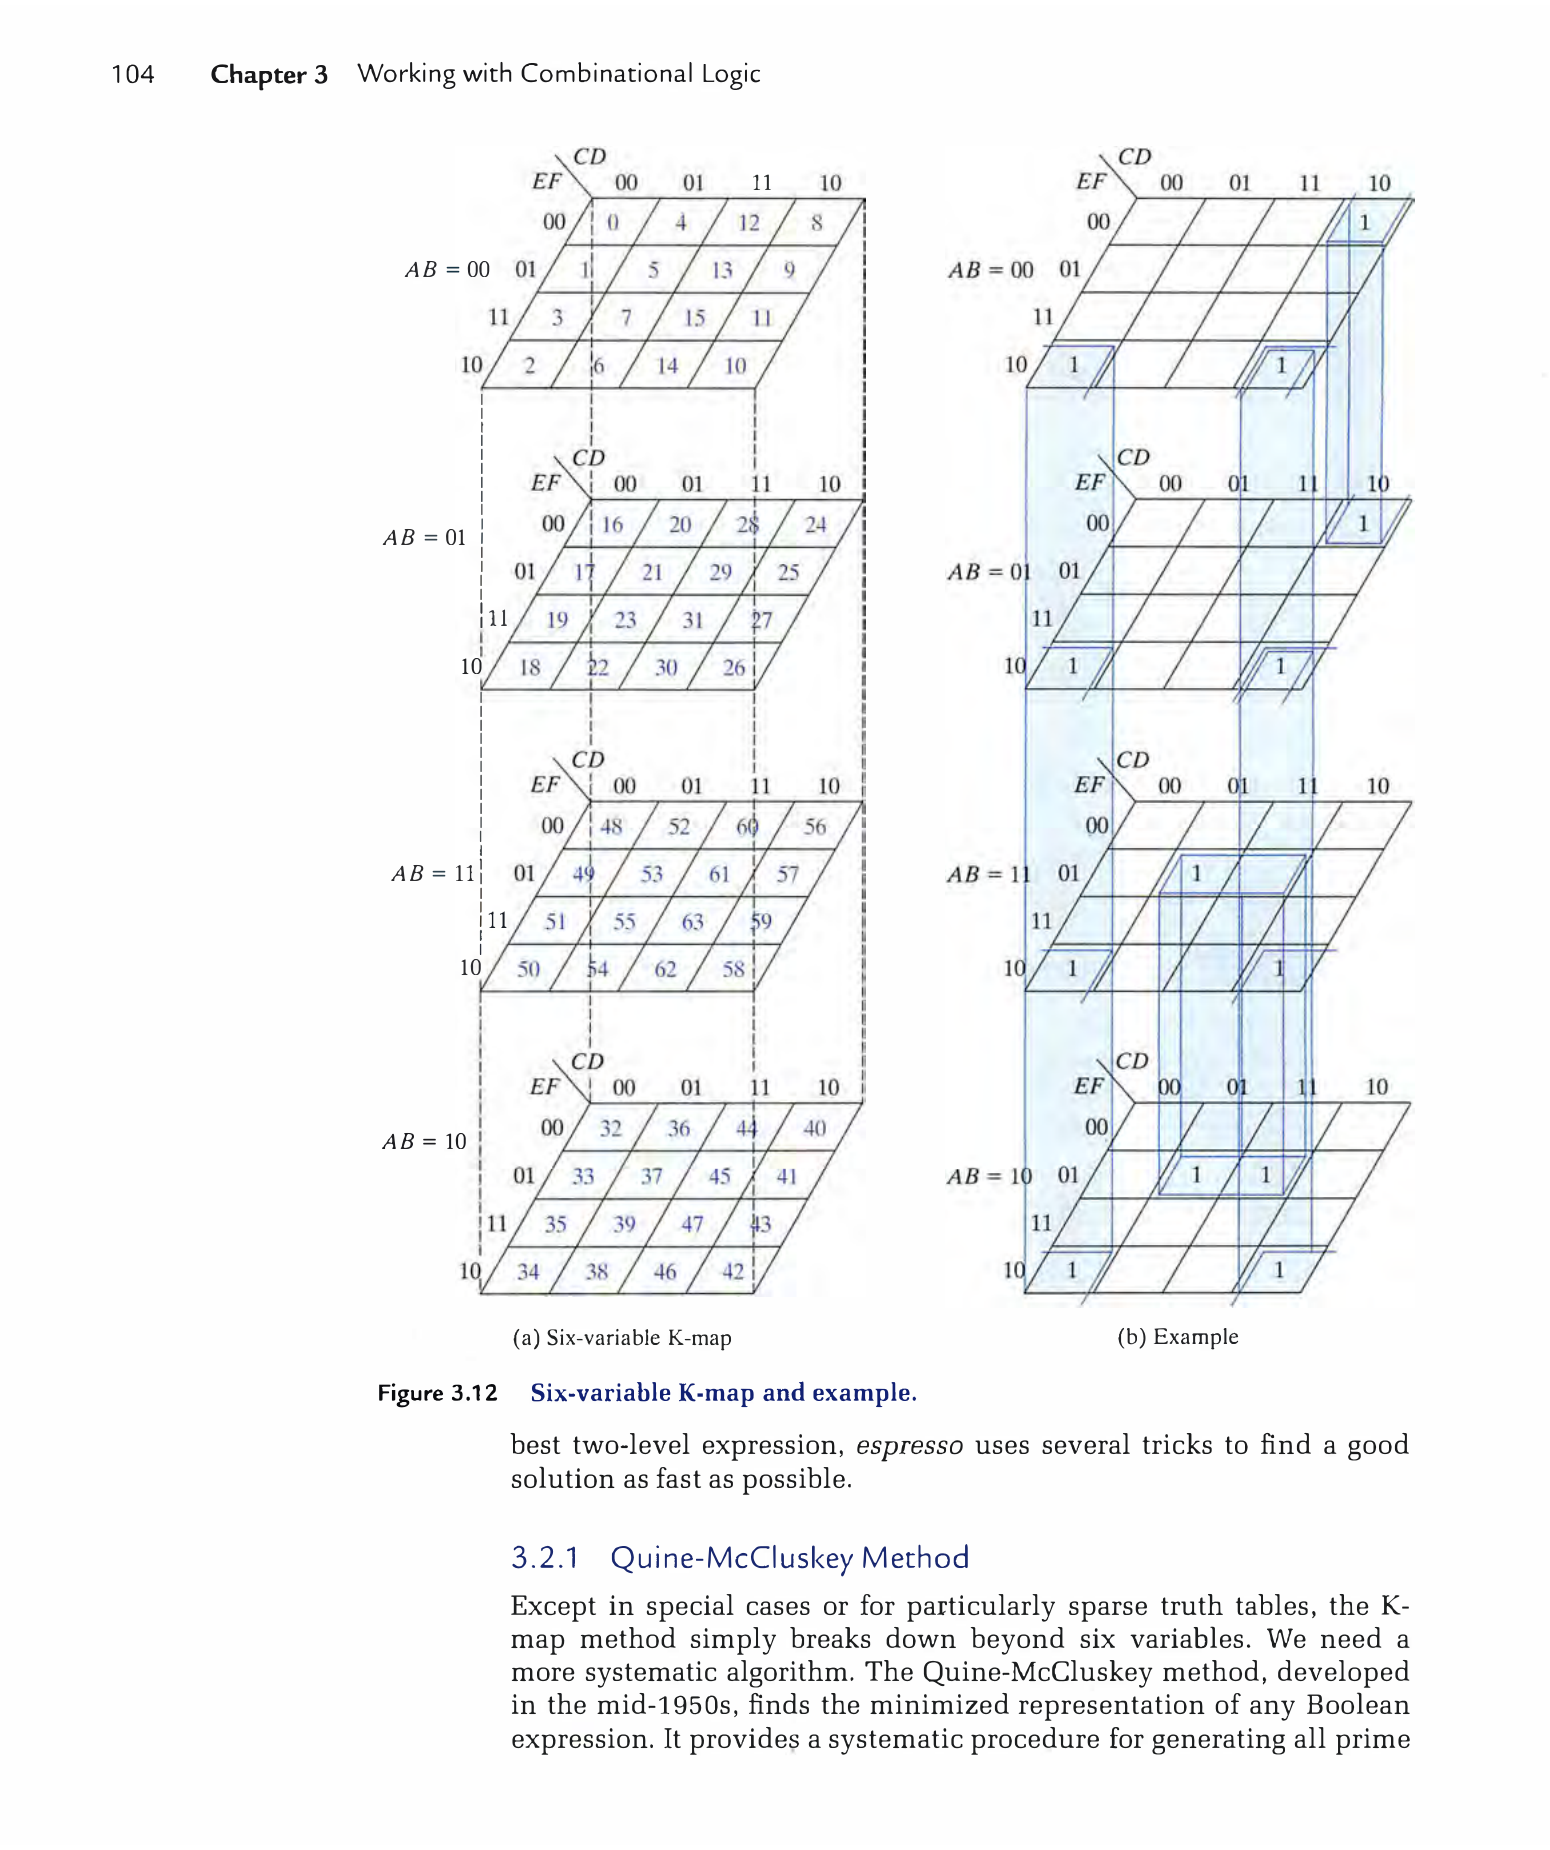 104 Chapter 3 Working with Combinational Logic
CD
EF 00 01 11 10
00 0 4 12 8
AB = 00 01 1 5 13 9
11 3 7 15 11
10 2 6 14 10
CD
EF 00 01 11 10
00 16 20 28 24
AB = 01
01 17 21 29 25
11 19 23 31 27
10 18 22 30 26
CD
EF 00 01 11 10
00 48 52 60 56
AB = 11 01 49 53 61 57
11 51 55 63 59
10 50 54 62 58
CD
EF 00 01 11 10
00 32 36 44 40
AB = 10
01 33 37 45 41
11 35 39 47 43
10 34 38 46 42
(a) Six-variable K-map
CD
EF 00 01 11 10
00 1
AB = 00 01
11
10 1 1
CD
EF 00 01 11 10
00 1
AB = 01 01
11
10 1 1
CD
EF 00 01 11 10
00
AB = 11 01 1
11
10 1 1
CD
EF 00 01 11 10
00
AB = 10 01 1 1
11
10 1 1
(b) Example
Figure 3.12 Six-variable K-map and example.
best two-level expression, espresso uses several tricks to find a good
solution as fast as possible.
3.2.1 Quine-McCluskey Method
Except in special cases or for particularly sparse truth tables, the K-
map method simply breaks down beyond six variables. We need a
more systematic algorithm. The Quine-McCluskey method, developed
in the mid-1950s, finds the minimized representation of any Boolean
expression. It provides a systematic procedure for generating all prime